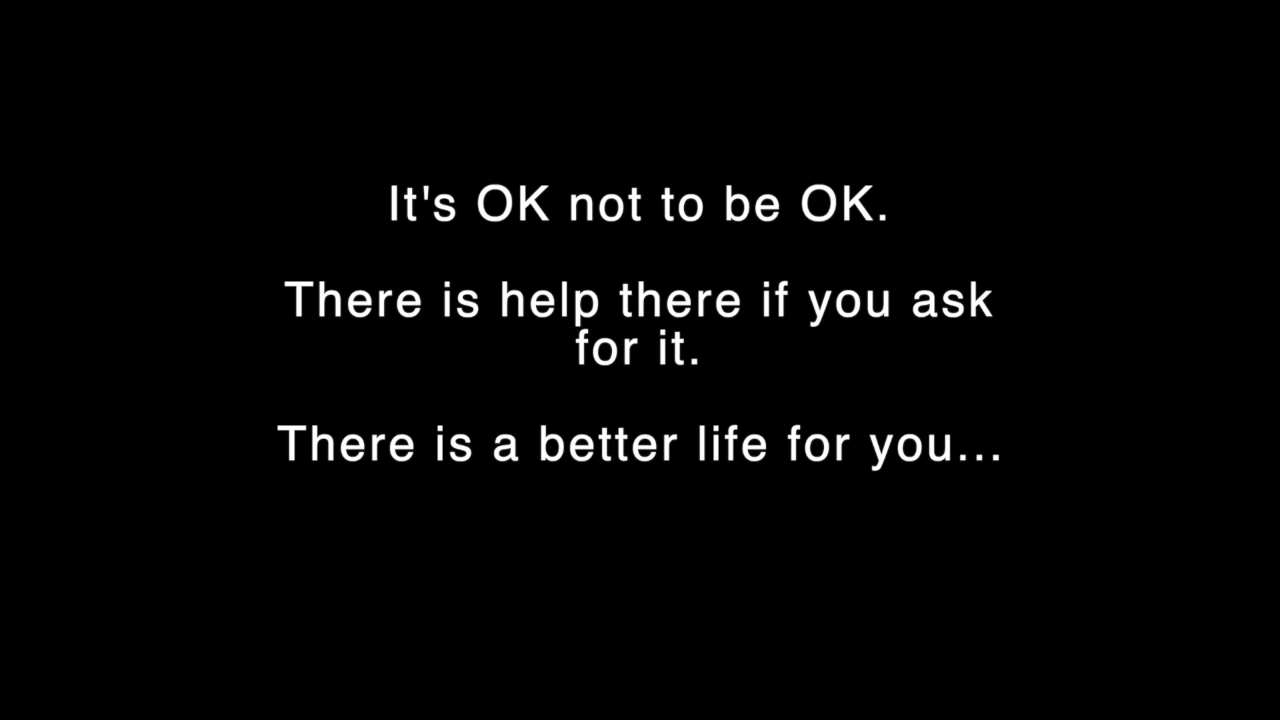 It's OK not to be OK.
There is help there if you ask
for it.
There is a better life for you...